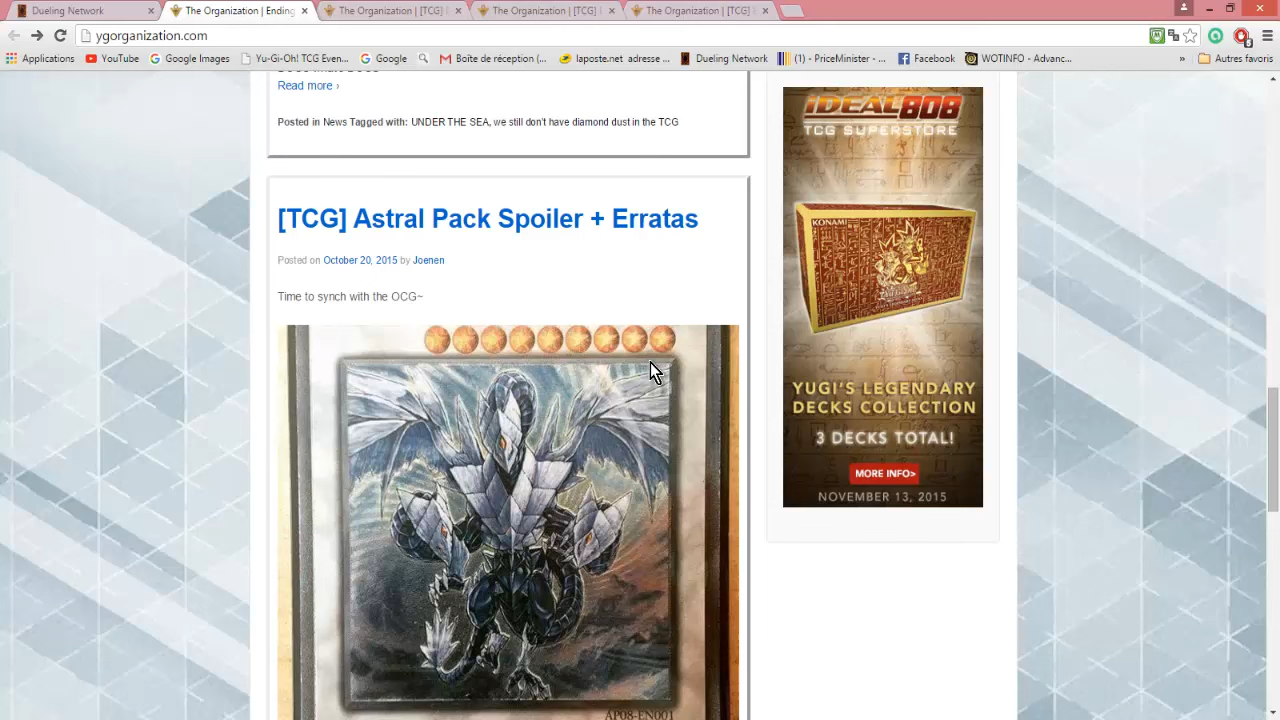 Dueling Network
The Organization | Ending
The Organization | [TCG]
The Organization | [TCG]
The Organization | [TCG]
ygorganization.com
Applications
YouTube
Google Images
Yu-Gi-Oh! TCG Even...
Google
Boîte de réception (...
laposte.net adresse ...
Dueling Network
(1) - PriceMinister - ...
Facebook
WOTINFO - Advanc...
»
Autres favoris
Read more ›
Posted in News Tagged with: UNDER THE SEA, we still don't have diamond dust in the TCG
[TCG] Astral Pack Spoiler + Erratas
Posted on October 20, 2015 by Joenen
Time to synch with the OCG~
AP08-EN001
IDEAL808
TCG SUPERSTORE
KONAMI
YUGI'S LEGENDARY
DECKS COLLECTION
3 DECKS TOTAL!
MORE INFO>
NOVEMBER 13, 2015